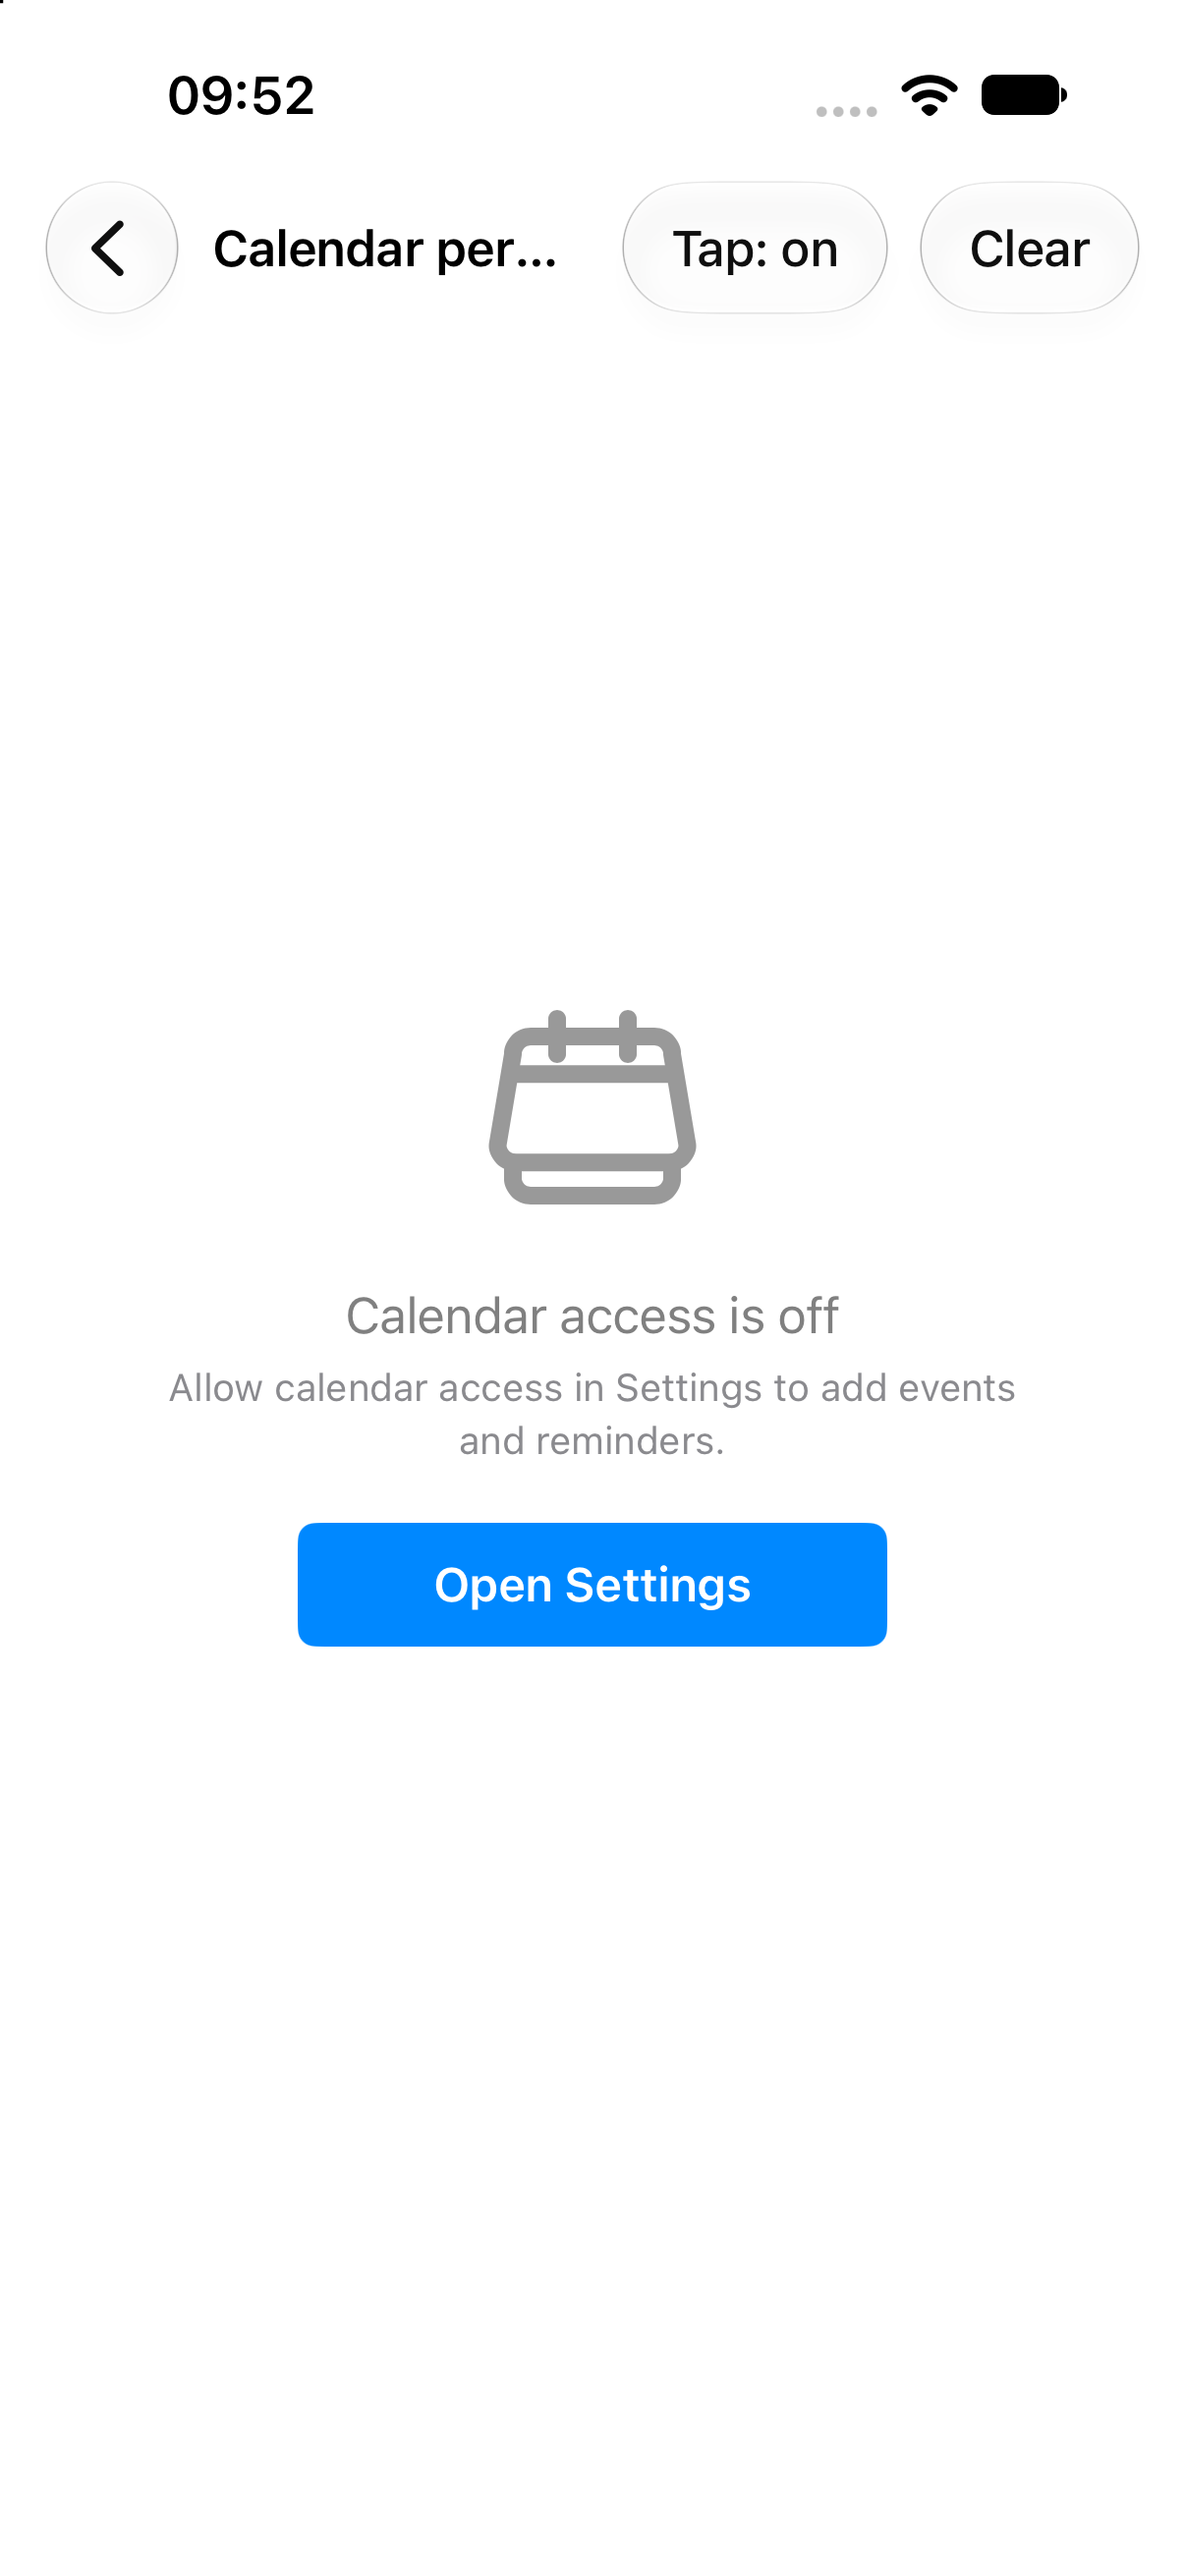 09:52
Calendar per...
Tap: on
Clear
Calendar access is off
Allow calendar access in Settings to add events
and reminders.
Open Settings